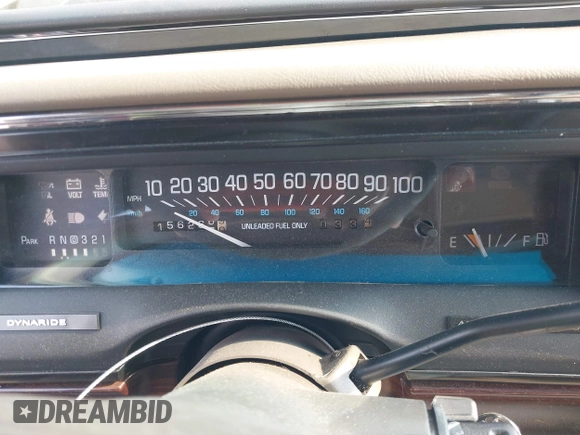 10 20 30 40 50 60 70 80 90 100
MPH
20 40 60 80 100 120 140 160
VOLT TEMP
UNLEADED FUEL ONLY
PARK R N D 3 2 1
E F
DYNARIDE
DREAMBID